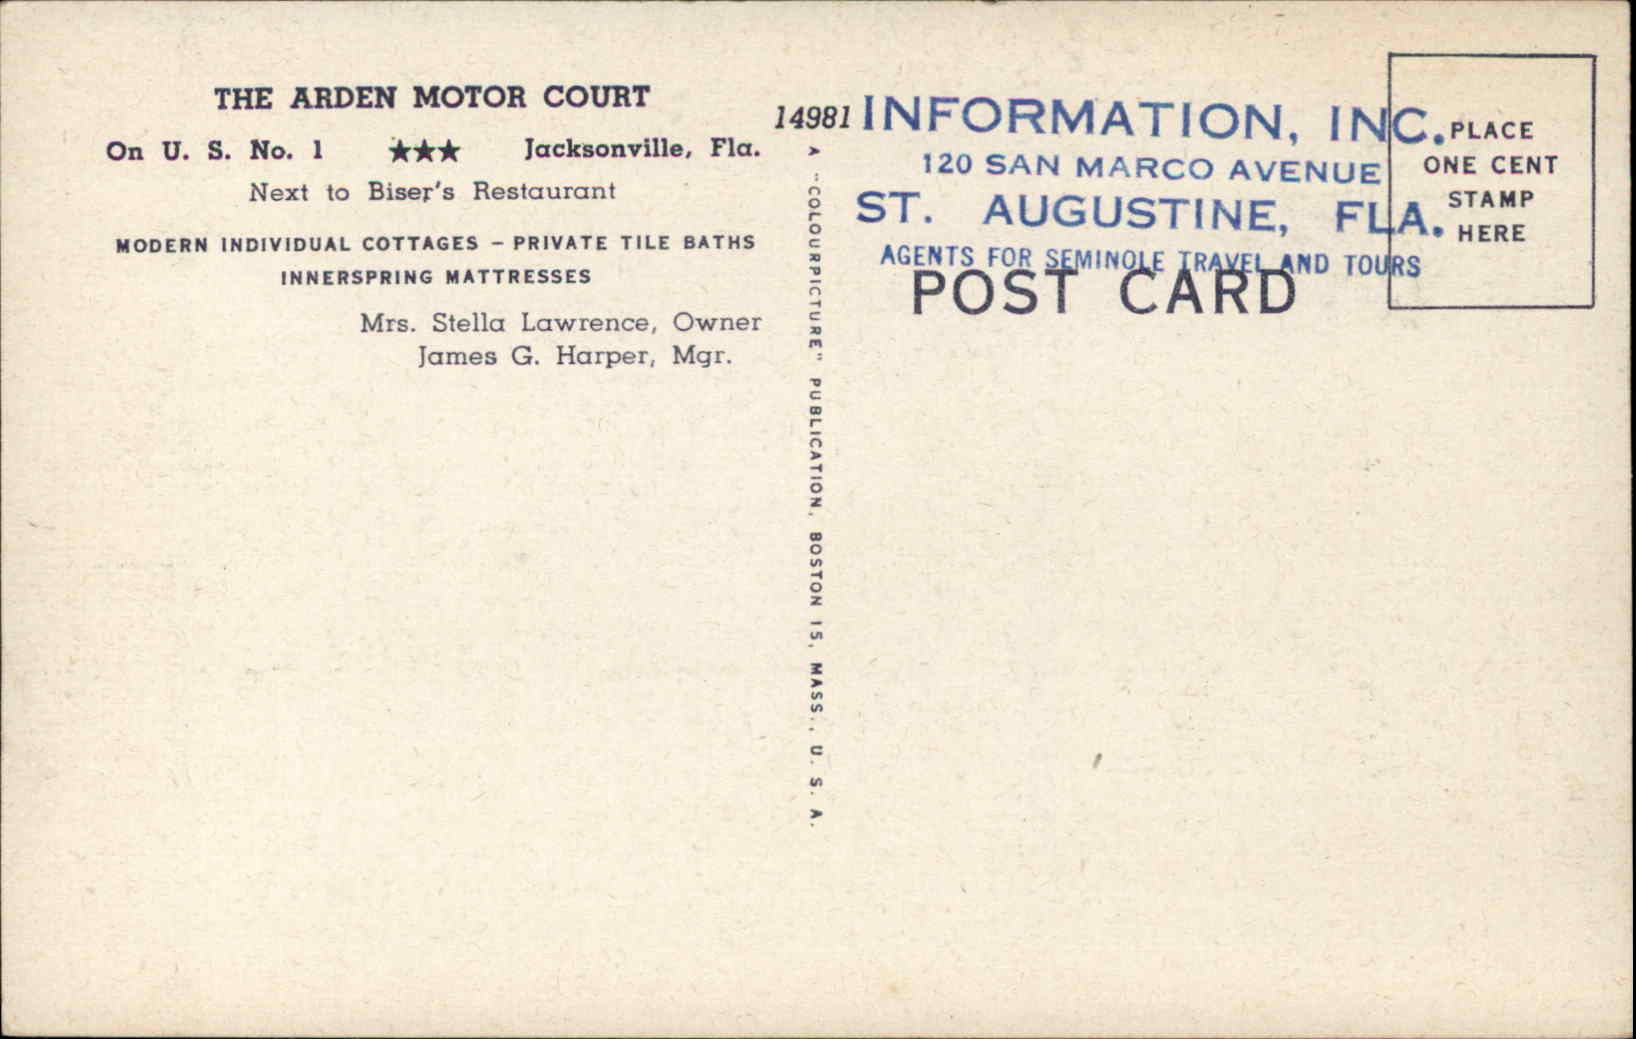 THE ARDEN MOTOR COURT
On U. S. No. 1 ★★★ Jacksonville, Fla.
Next to Biser's Restaurant
MODERN INDIVIDUAL COTTAGES – PRIVATE TILE BATHS
INNERSPRING MATTRESSES
Mrs. Stella Lawrence, Owner
James G. Harper, Mgr.
14981
A "COLOURPICTURE" PUBLICATION, BOSTON 15, MASS., U. S. A.
INFORMATION, INC.
120 SAN MARCO AVENUE
ST. AUGUSTINE, FLA.
AGENTS FOR SEMINOLE TRAVEL AND TOURS
POST CARD
PLACE
ONE CENT
STAMP
HERE